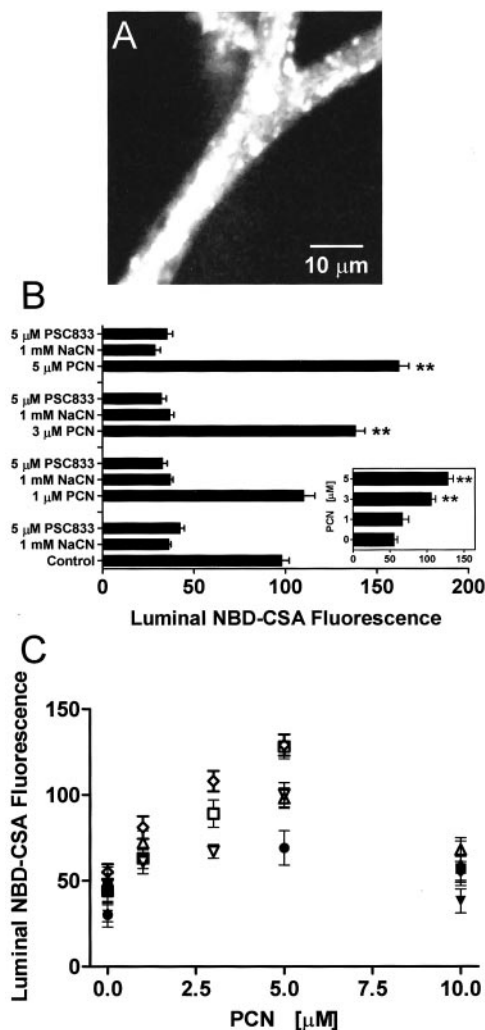 A
10 μm
B
5 μM PSC833
1 mM NaCN
5 μM PCN
**
5 μM PSC833
1 mM NaCN
3 μM PCN
**
5 μM PSC833
1 mM NaCN
1 μM PCN
5 μM PSC833
1 mM NaCN
Control
PCN [μM]
5
**
3
**
1
0
0 50 100 150
0 50 100 150 200
Luminal NBD-CSA Fluorescence
C
Luminal NBD-CSA Fluorescence
150
100
50
0
0.0 2.5 5.0 7.5 10.0
PCN [μM]